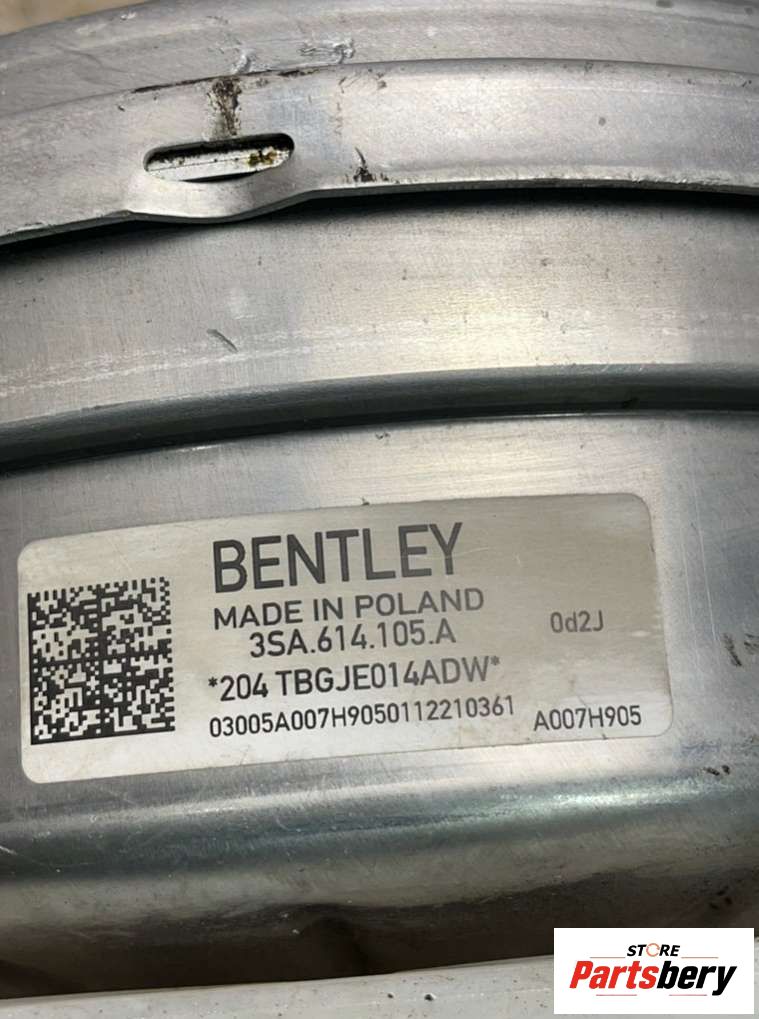 BENTLEY
MADE IN POLAND
3SA.614.105.A
0d2J
*204 TBGJE014ADW*
03005A007H9050112210361
A007H905
STORE
Partsbery